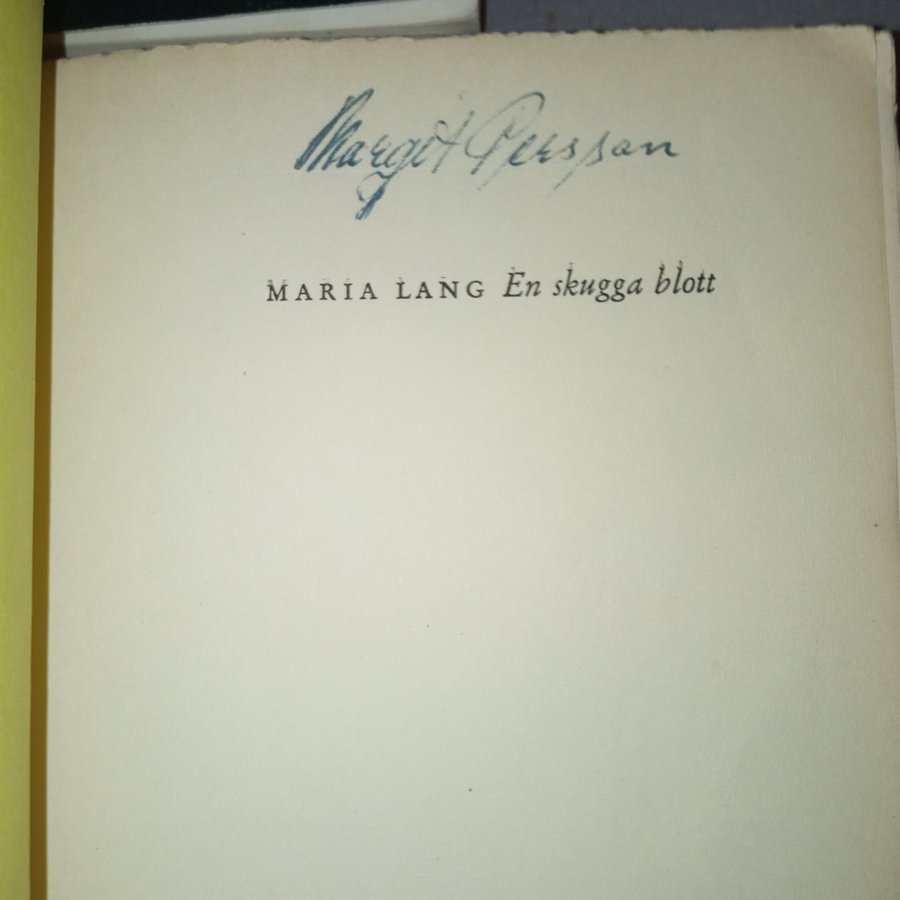 Margit Persson
MARIA LANG En skugga blott